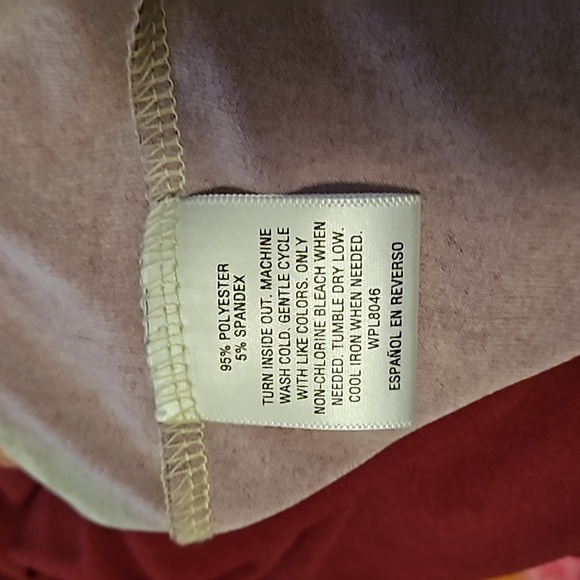 95% POLYESTER
5% SPANDEX
TURN INSIDE OUT. MACHINE
WASH COLD. GENTLE CYCLE
WITH LIKE COLORS. ONLY
NON-CHLORINE BLEACH WHEN
NEEDED. TUMBLE DRY LOW.
COOL IRON WHEN NEEDED.
WPL8046
ESPAÑOL EN REVERSO